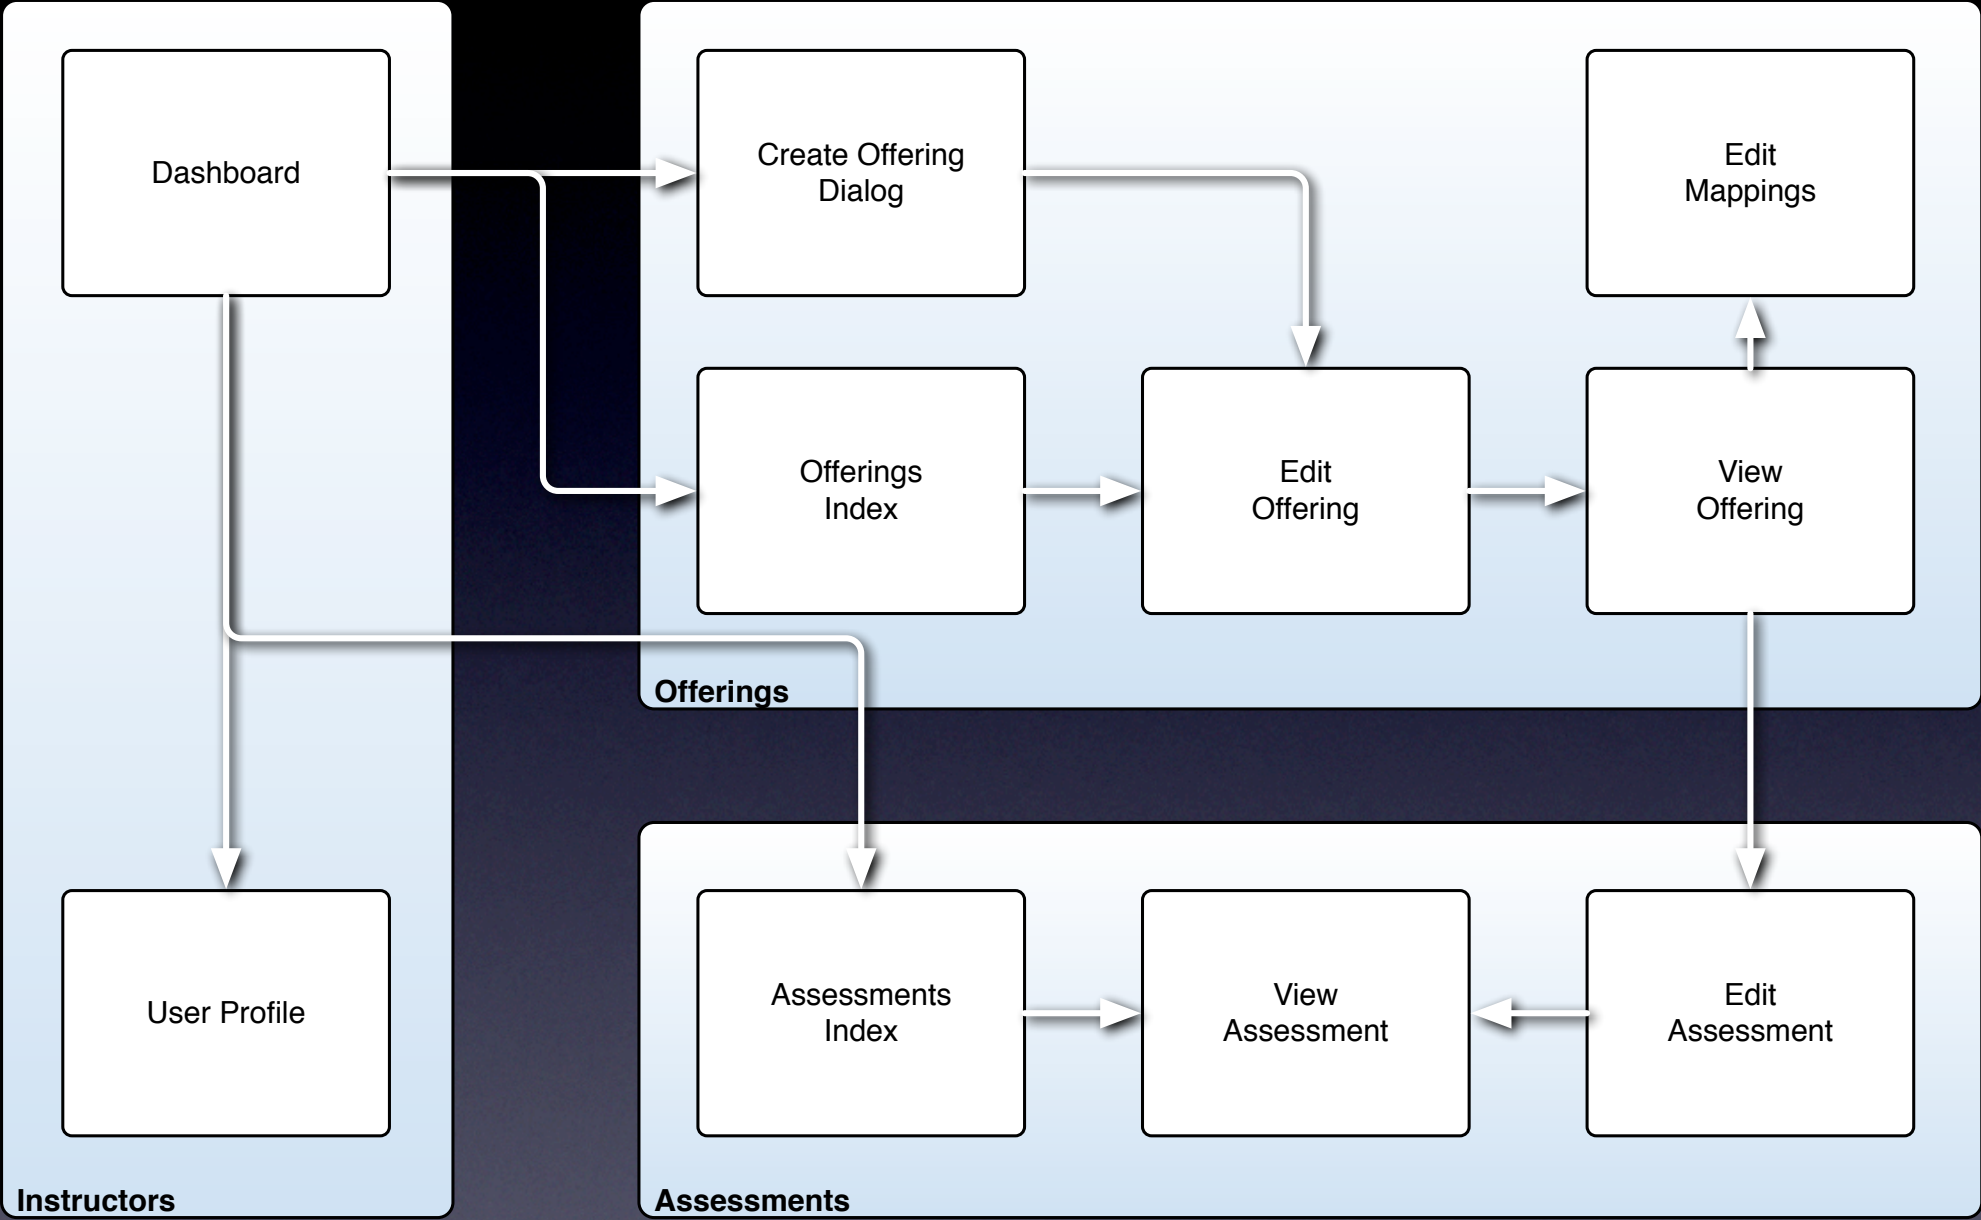 Dashboard
Create Offering
Dialog
Edit
Mappings
Offerings
Index
Edit
Offering
View
Offering
Offerings
User Profile
Assessments
Index
View
Assessment
Edit
Assessment
Instructors
Assessments